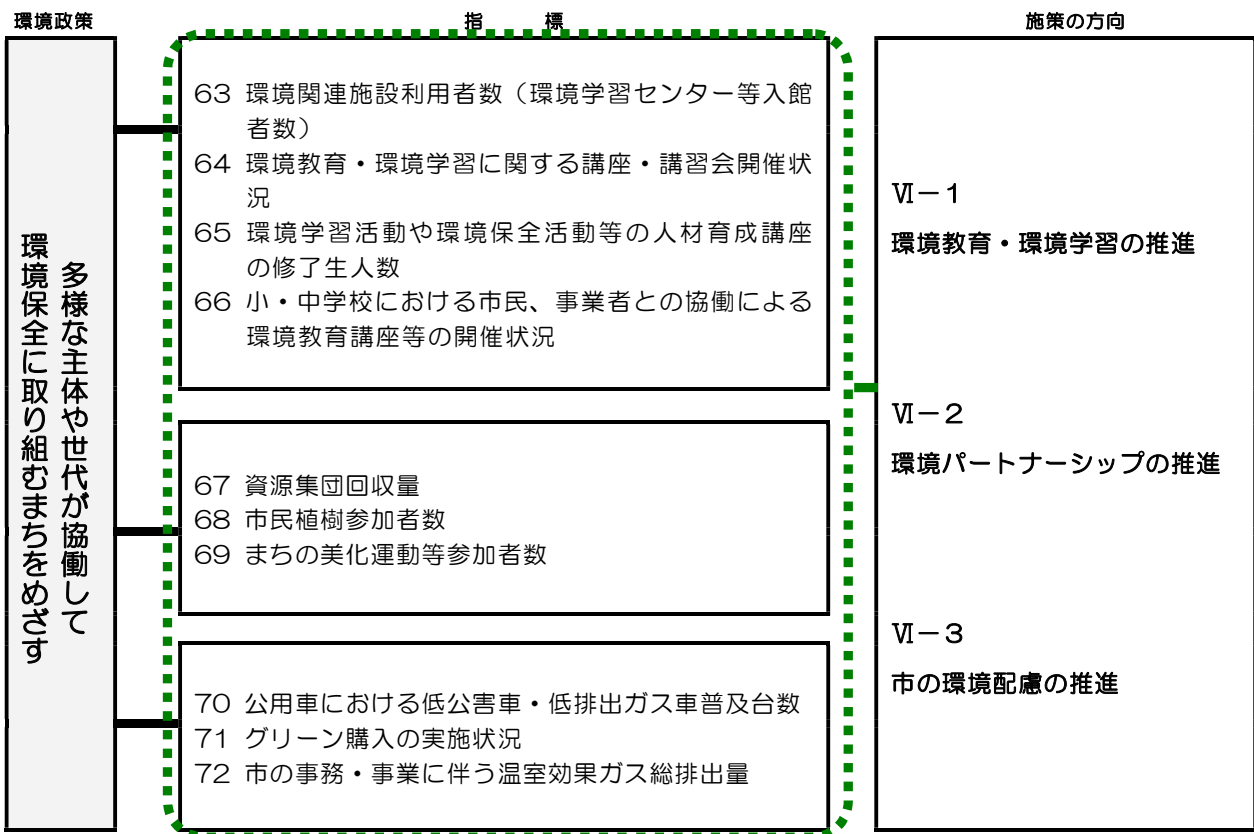 環境政策
指標
施策の方向
多様な主体や世代が協働して
環境保全に取り組むまちをめざす
63 環境関連施設利用者数（環境学習センター等入館
者数）
64 環境教育・環境学習に関する講座・講習会開催状
況
65 環境学習活動や環境保全活動等の人材育成講座
の修了生人数
66 小・中学校における市民、事業者との協働による
環境教育講座等の開催状況
67 資源集団回収量
68 市民植樹参加者数
69 まちの美化運動等参加者数
70 公用車における低公害車・低排出ガス車普及台数
71 グリーン購入の実施状況
72 市の事務・事業に伴う温室効果ガス総排出量
Ⅵ－1
環境教育・環境学習の推進
Ⅵ－2
環境パートナーシップの推進
Ⅵ－3
市の環境配慮の推進